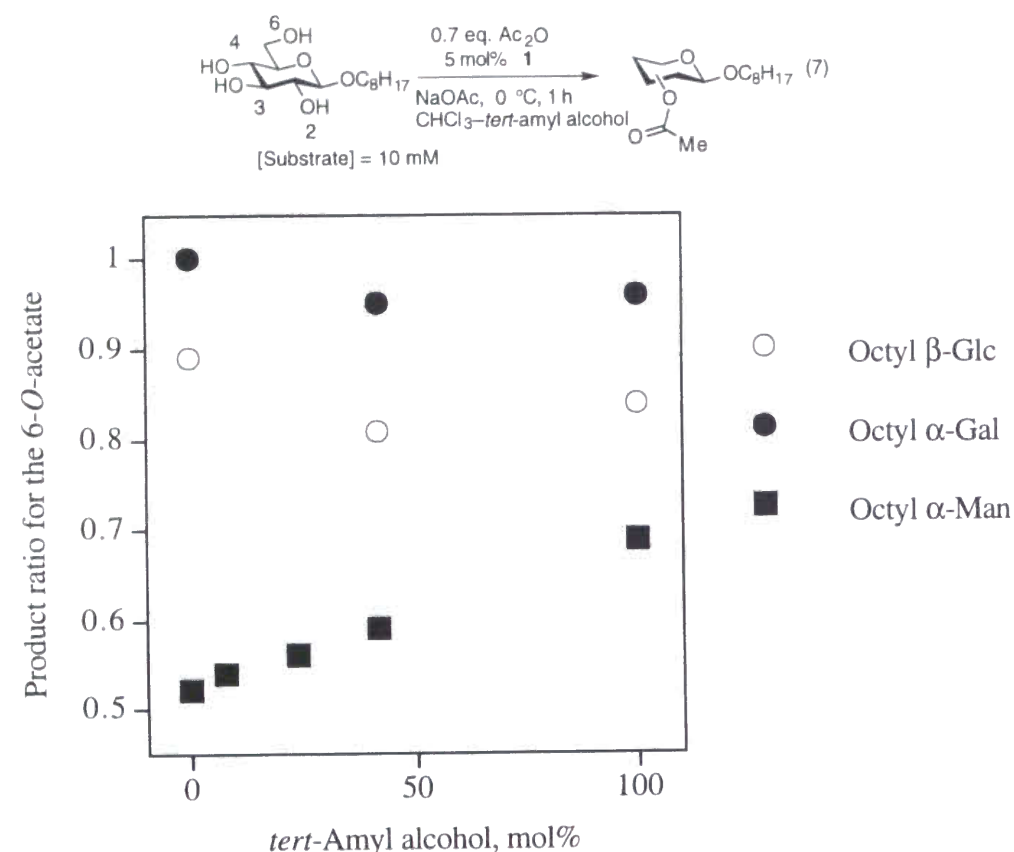 6
OH
4
HO
HO
3
OH
2
O
OC₈H₁₇
[Substrate] = 10 mM
0.7 eq. Ac₂O
5 mol% 1
NaOAc, 0 °C, 1 h
CHCl₃–tert-amyl alcohol
O
OC₈H₁₇ (7)
O
O
Me
Product ratio for the 6-O-acetate
1
0.9
0.8
0.7
0.6
0.5
0
50
100
tert-Amyl alcohol, mol%
Octyl β-Glc
Octyl α-Gal
Octyl α-Man